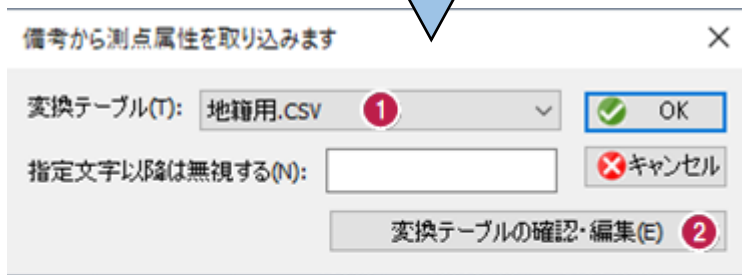 備考から測点属性を取り込みます
変換テーブル(T): 地籍用.CSV 1 OK
指定文字以降は無視する(N): キャンセル
変換テーブルの確認・編集(E) 2